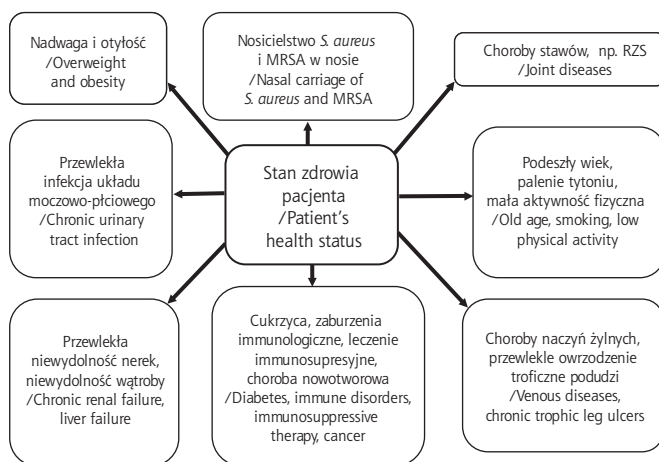 Nadwaga i otyłość
/Overweight
and obesity
Nosicielstwo S. aureus
i MRSA w nosie
/Nasal carriage of
S. aureus and MRSA
Choroby stawów, np. RZS
/Joint diseases
Przewlekła
infekcja układu
moczowo-płciowego
/Chronic urinary
tract infection
Stan zdrowia
pacjenta
/Patient's
health status
Podeszły wiek,
palenie tytoniu,
mała aktywność fizyczna
/Old age, smoking, low
physical activity
Przewlekła
niewydolność nerek,
niewydolność wątroby
/Chronic renal failure,
liver failure
Cukrzyca, zaburzenia
immunologiczne, leczenie
immunosupresyjne,
choroba nowotworowa
/Diabetes, immune disorders,
immunosuppressive
therapy, cancer
Choroby naczyń żylnych,
przewlekle owrzodzenie
troficzne podudzi
/Venous diseases,
chronic trophic leg ulcers